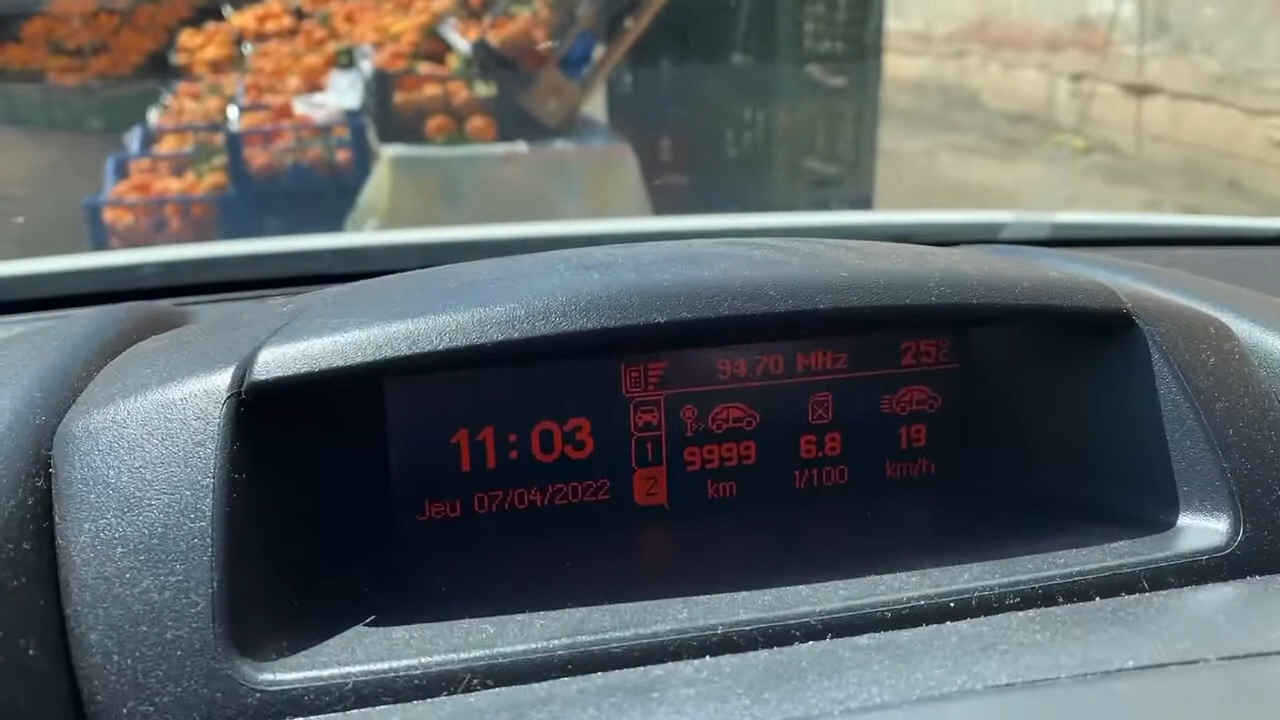 94.70 MHz 25°C
11:03
1
9999 6.8 19
Jeu 07/04/2022
2
km l/100 km/h